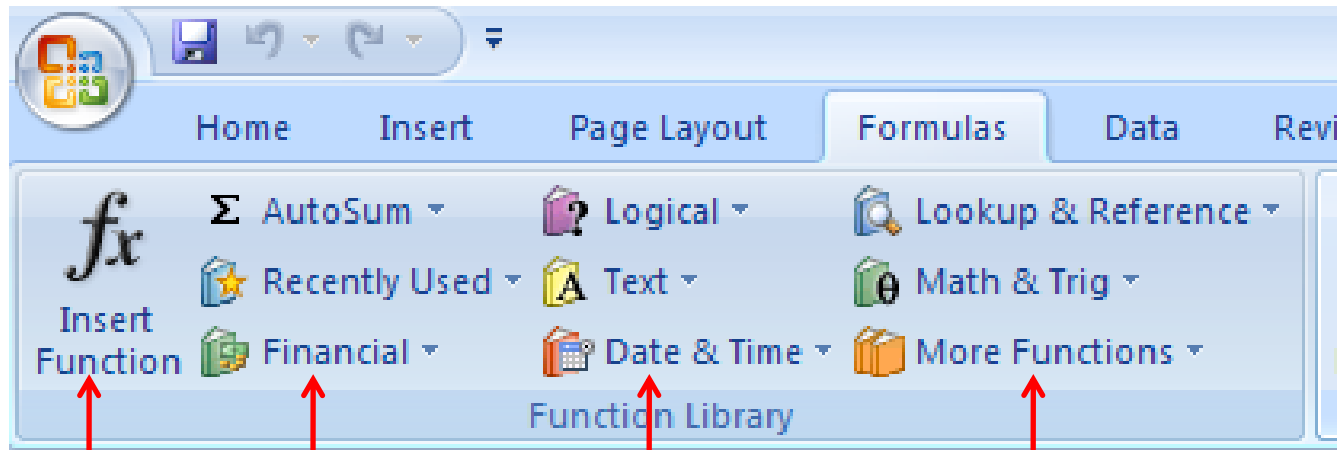 Home Insert Page Layout Formulas Data
fx Σ AutoSum Logical Lookup & Reference
Recently Used Text Math & Trig
Insert
Function Financial Date & Time More Functions
Function Library